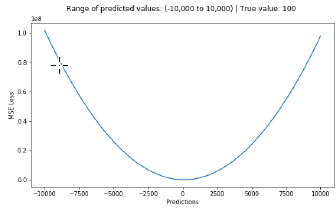 Range of predicted values: (-10,000 to 10,000) | True value: 100
1e8
1.0
0.8
0.6
0.4
0.2
0.0
MSE Loss
−10000 −7500 −5000 −2500 0 2500 5000 7500 10000
Predictions